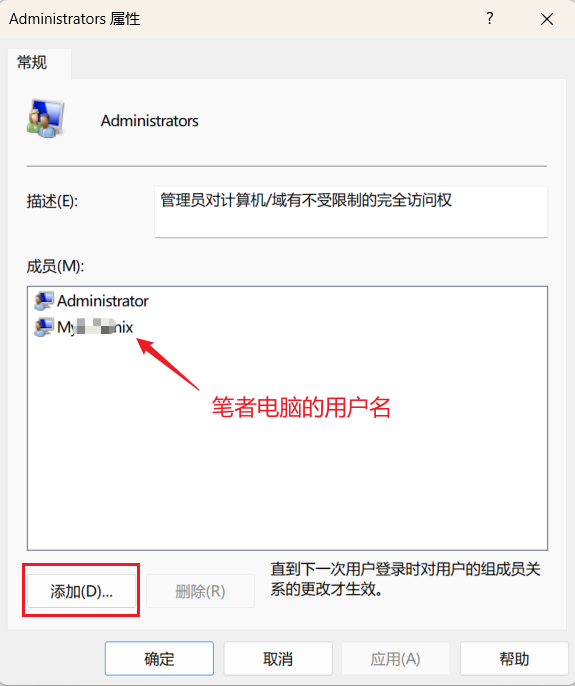 Administrators 属性
?
常规
Administrators
描述(E):
管理员对计算机/域有不受限制的完全访问权
成员(M):
Administrator
笔者电脑的用户名
添加(D)...
删除(R)
直到下一次用户登录时对用户的组成员关
系的更改才生效。
确定
取消
应用(A)
帮助